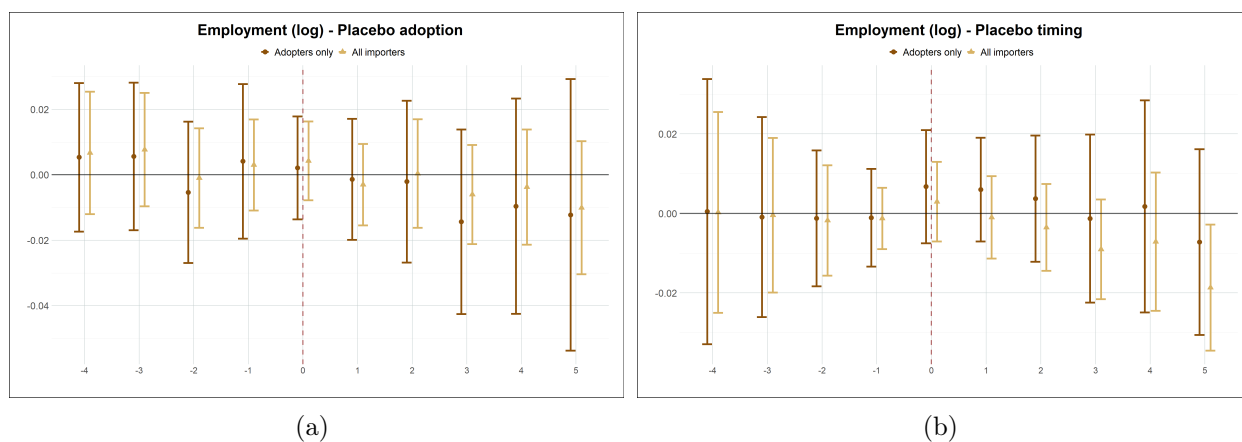 Employment (log) - Placebo adoption
Adopters only All importers
0.02
0.00
-0.02
-0.04
-4 -3 -2 -1 0 1 2 3 4 5
(a)
Employment (log) - Placebo timing
Adopters only All importers
0.02
0.00
-0.02
-4 -3 -2 -1 0 1 2 3 4 5
(b)